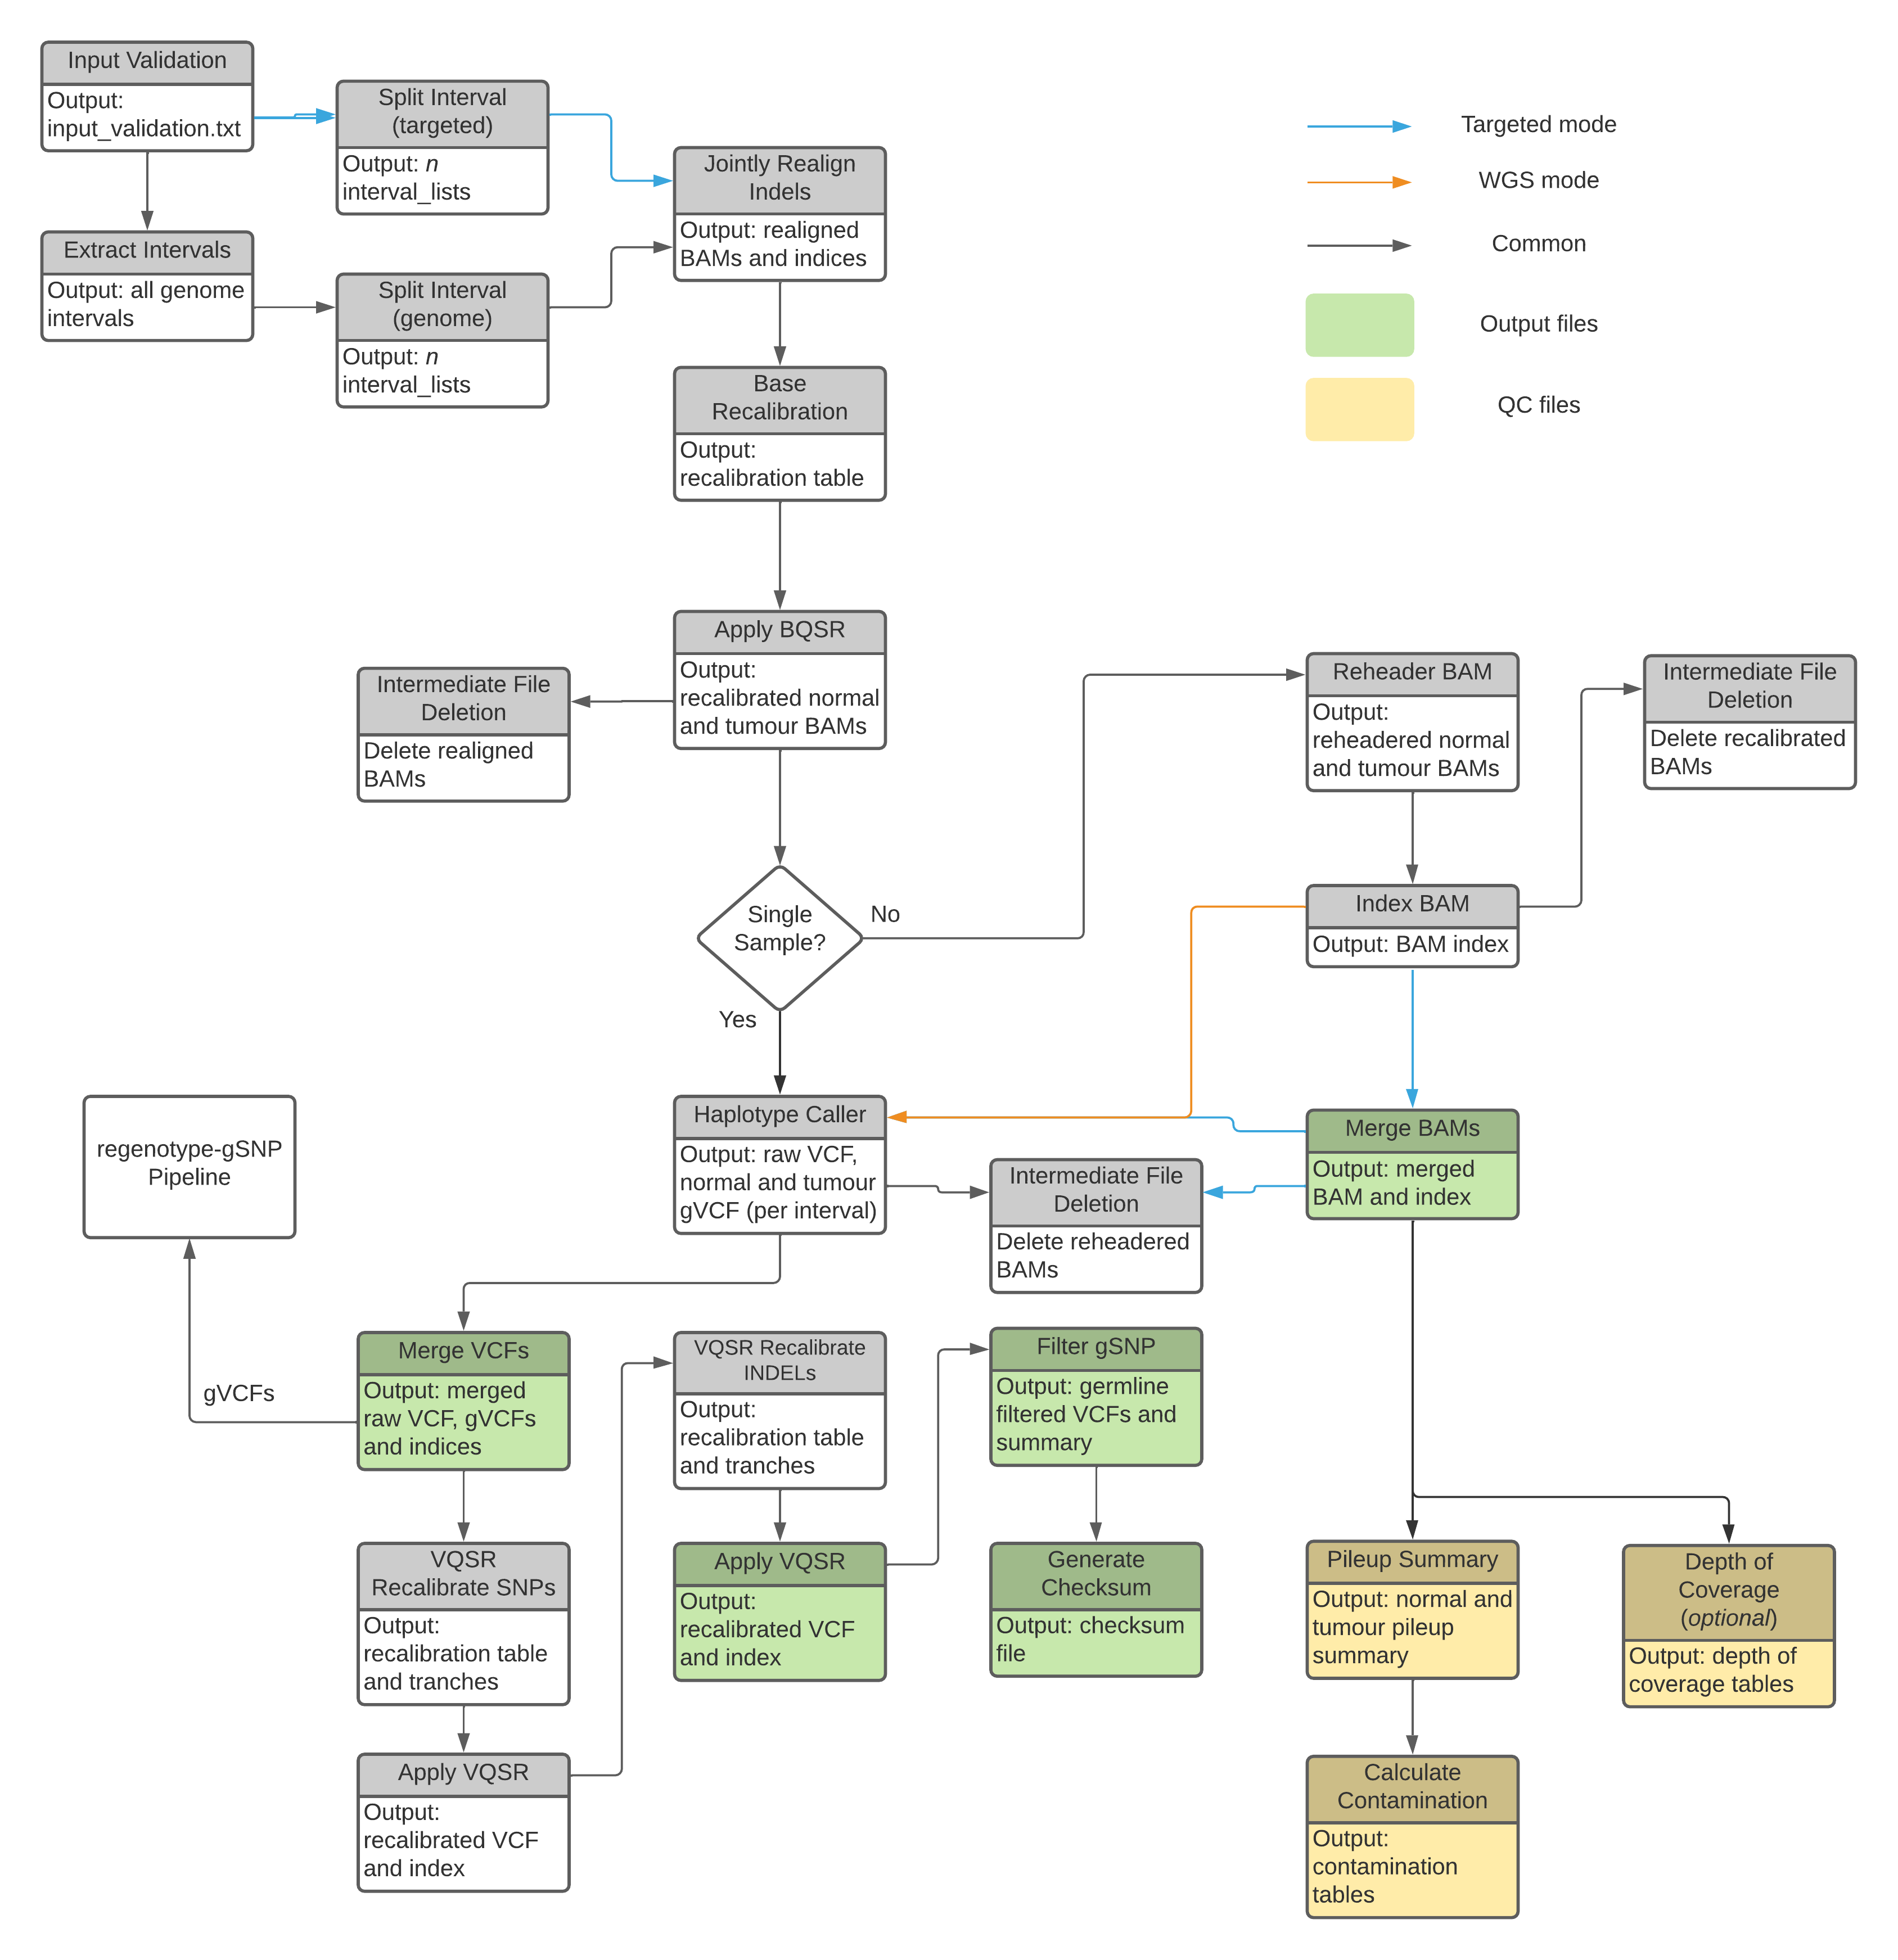 Input Validation
Output:
input_validation.txt
Split Interval
(targeted)
Output: n
interval_lists
Extract Intervals
Output: all genome
intervals
Split Interval
(genome)
Output: n
interval_lists
Jointly Realign
Indels
Output: realigned
BAMs and indices
Targeted mode
WGS mode
Common
Output files
QC files
Base
Recalibration
Output:
recalibration table
Apply BQSR
Output:
recalibrated normal
and tumour BAMs
Intermediate File
Deletion
Delete realigned
BAMs
Reheader BAM
Output:
reheadered normal
and tumour BAMs
Intermediate File
Deletion
Delete recalibrated
BAMs
Single
Sample?
No
Yes
Index BAM
Output: BAM index
regenotype-gSNP
Pipeline
Haplotype Caller
Output: raw VCF,
normal and tumour
gVCF (per interval)
Intermediate File
Deletion
Delete reheadered
BAMs
Merge BAMs
Output: merged
BAM and index
gVCFs
Merge VCFs
Output: merged
raw VCF, gVCFs
and indices
VQSR Recalibrate
INDELs
Output:
recalibration table
and tranches
Filter gSNP
Output: germline
filtered VCFs and
summary
VQSR
Recalibrate SNPs
Output:
recalibration table
and tranches
Apply VQSR
Output:
recalibrated VCF
and index
Generate
Checksum
Output: checksum
file
Pileup Summary
Output: normal and
tumour pileup
summary
Depth of
Coverage
(optional)
Output: depth of
coverage tables
Apply VQSR
Output:
recalibrated VCF
and index
Calculate
Contamination
Output:
contamination
tables